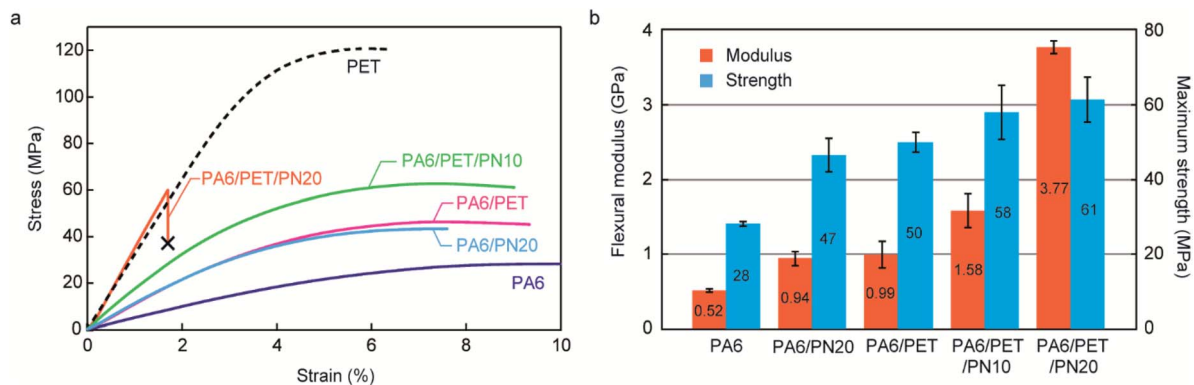 a
Stress (MPa)
120
100
80
60
40
20
0
0
2
4
6
8
10
Strain (%)
PET
PA6/PET/PN20
PA6/PET/PN10
PA6/PET
PA6/PN20
PA6
b
Flexural modulus (GPa)
4
3
2
1
0
Modulus
Strength
0.52
28
0.94
47
0.99
50
1.58
58
3.77
61
80
60
40
20
0
Maximum strength (MPa)
PA6
PA6/PN20
PA6/PET
PA6/PET
/PN10
PA6/PET
/PN20